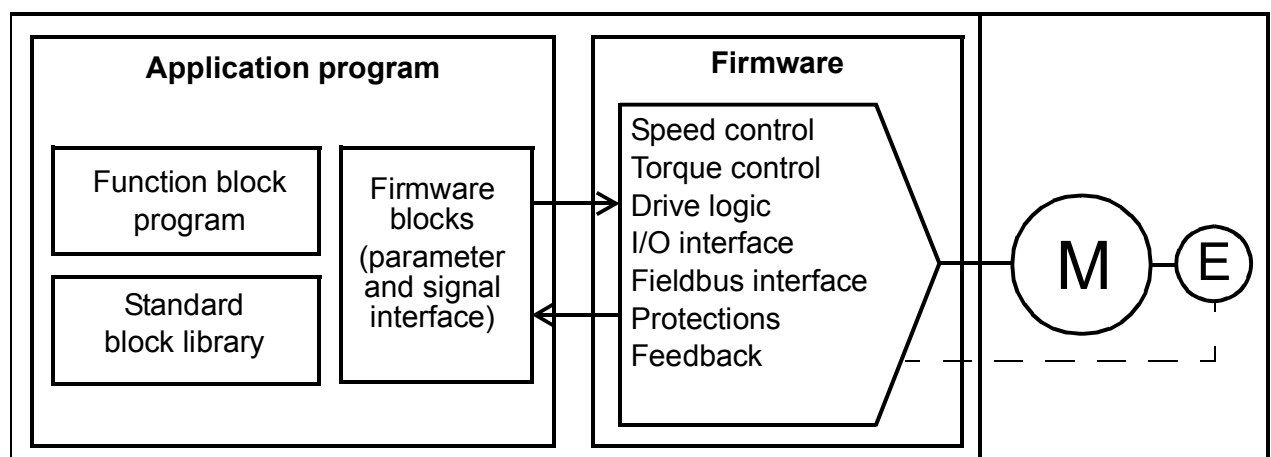 Application program
Function block
program
Standard
block library
Firmware
blocks
(parameter
and signal
interface)
Firmware
Speed control
Torque control
Drive logic
I/O interface
Fieldbus interface
Protections
Feedback
M
E